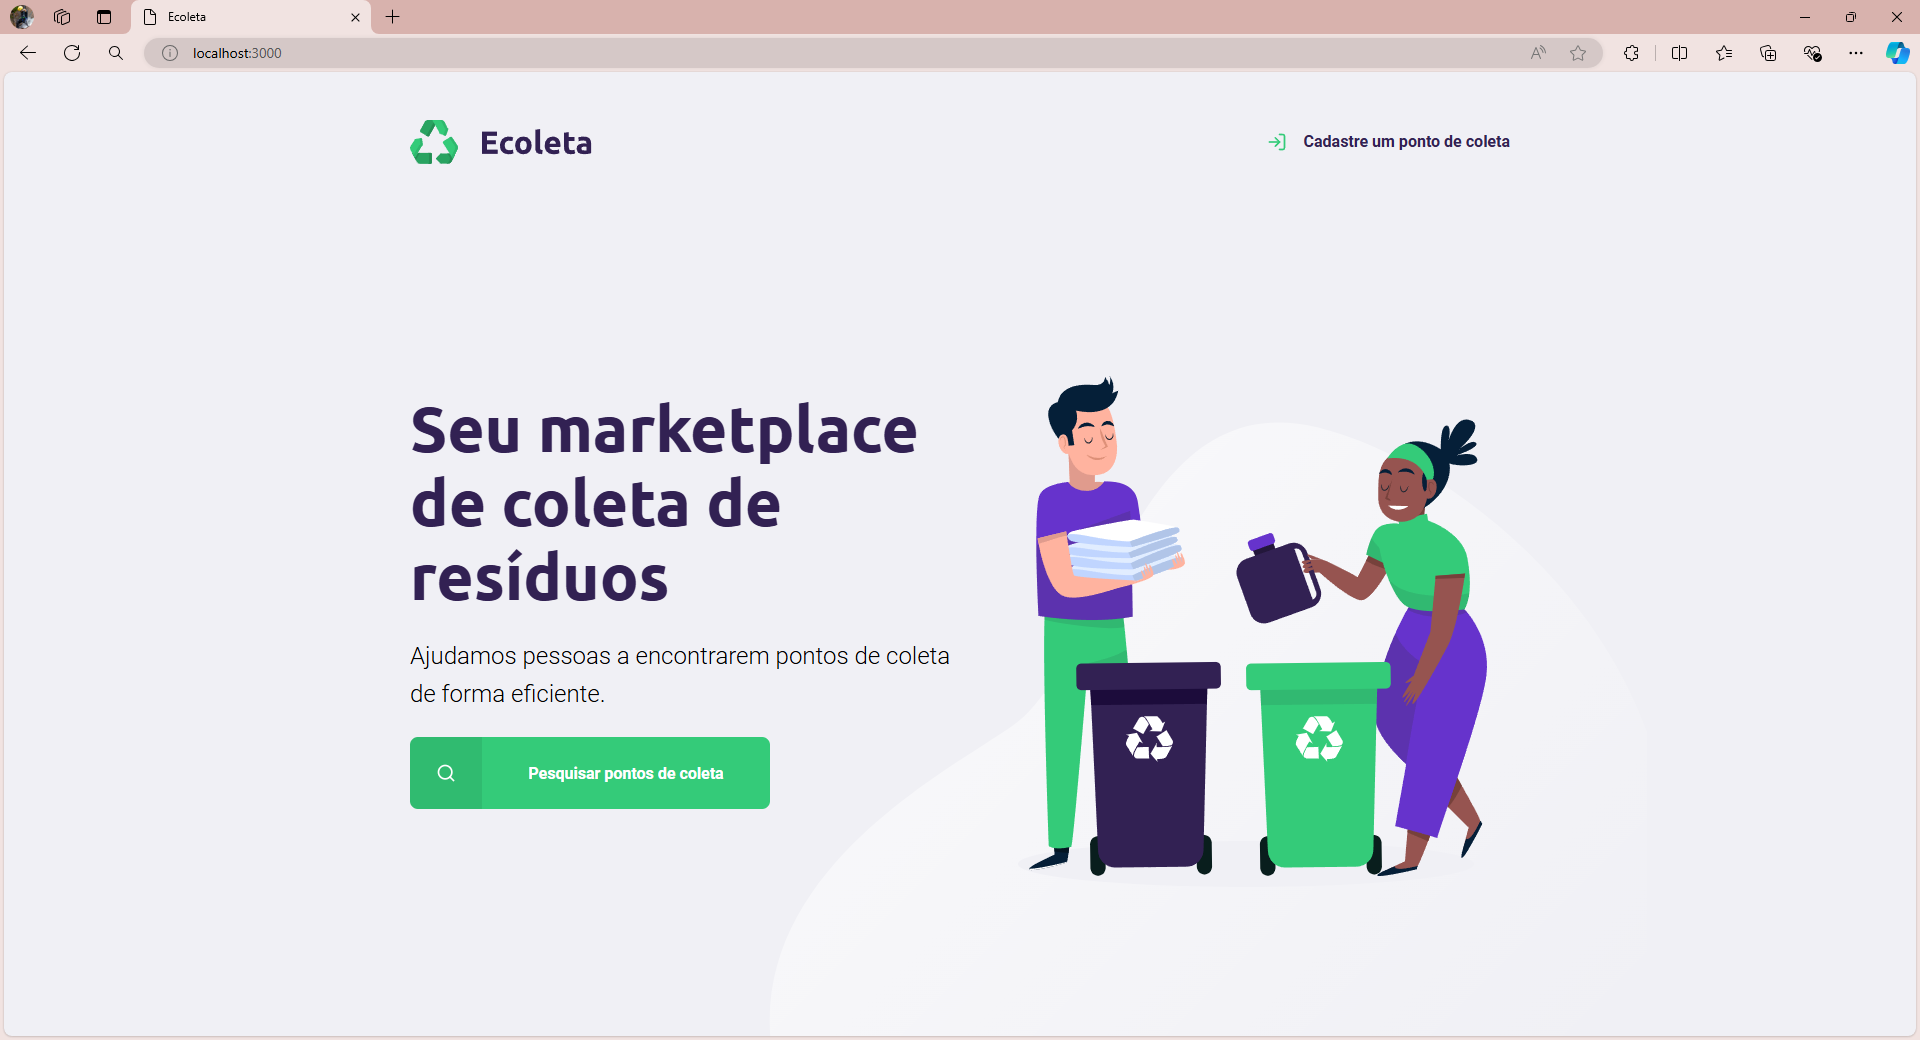 Ecoleta
localhost:3000
Ecoleta
Cadastre um ponto de coleta
Seu marketplace
de coleta de
resíduos
Ajudamos pessoas a encontrarem pontos de coleta
de forma eficiente.
Pesquisar pontos de coleta